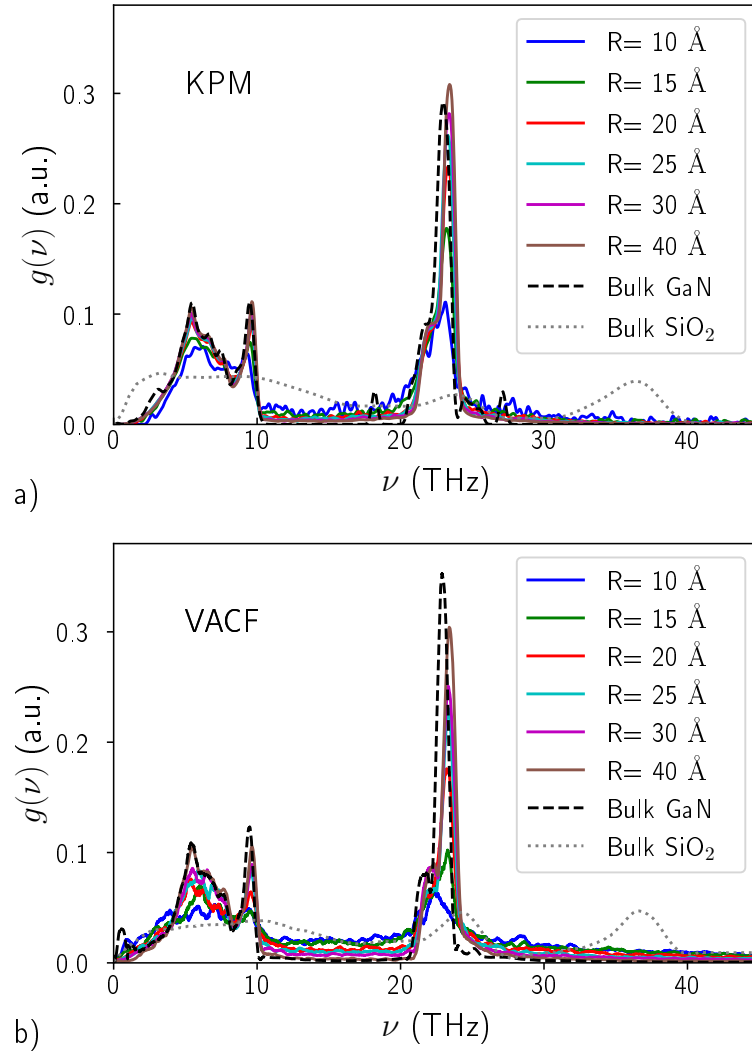 KPM
R= 10 Å
R= 15 Å
R= 20 Å
R= 25 Å
R= 30 Å
R= 40 Å
Bulk GaN
Bulk SiO₂
g(ν) (a.u.)
0.3
0.2
0.1
0.0
0 10 20 30 40
ν (THz)
a)
VACF
R= 10 Å
R= 15 Å
R= 20 Å
R= 25 Å
R= 30 Å
R= 40 Å
Bulk GaN
Bulk SiO₂
g(ν) (a.u.)
0.3
0.2
0.1
0.0
0 10 20 30 40
ν (THz)
b)